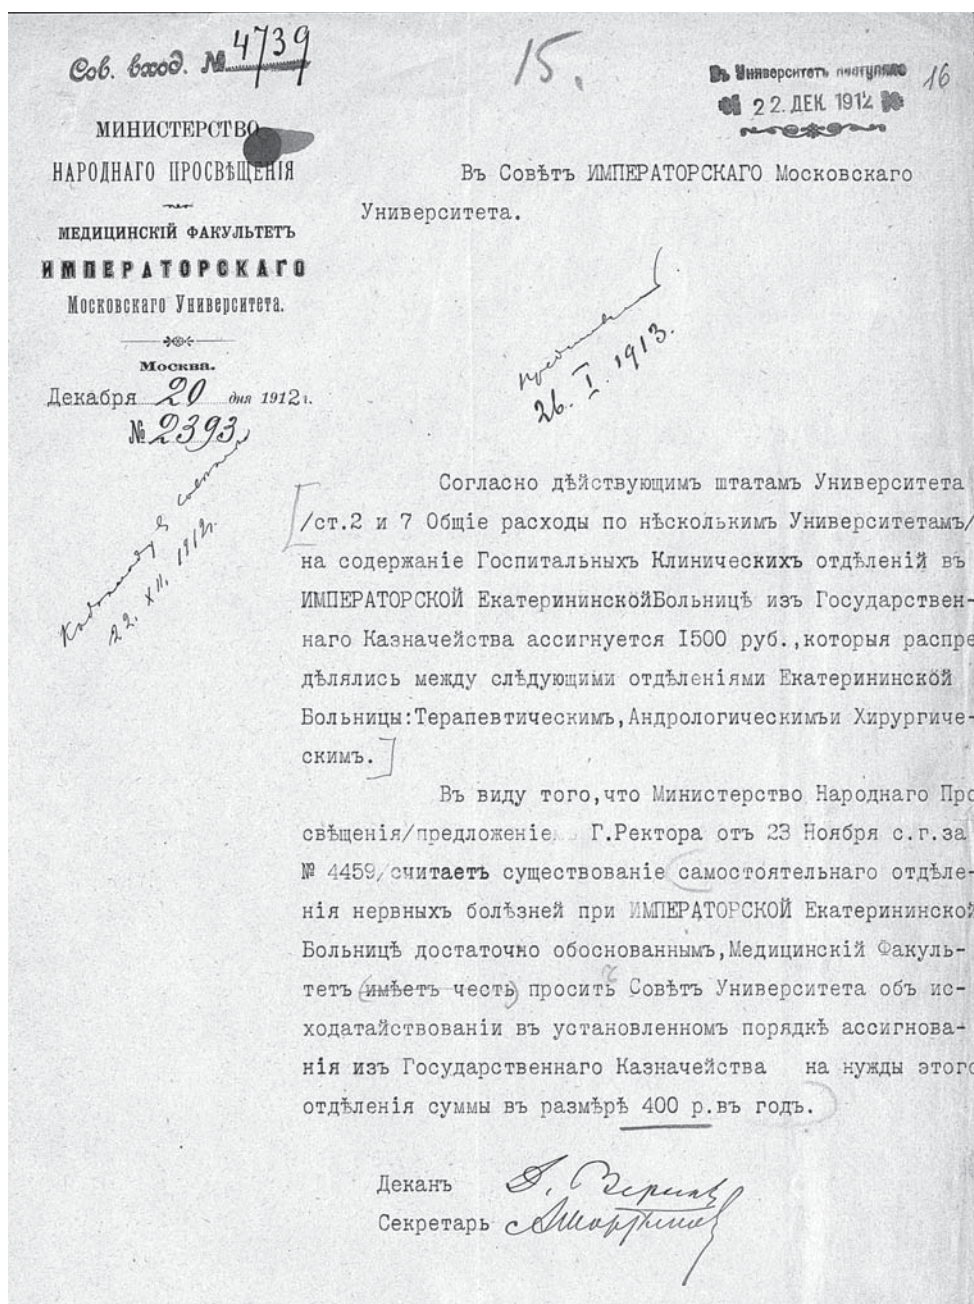 Сов. вход. № 4739
15.
Въ Университетъ поступило
22. ДЕК. 1912
16
МИНИСТЕРСТВО
НАРОДНАГО ПРОСВѢЩЕНІЯ
МЕДИЦИНСКІЙ ФАКУЛЬТЕТЪ
ИМПЕРАТОРСКАГО
Московскаго Университета.
Москва.
Декабря 20 дня 1912 г.
№ 2393
22. XII. 1912г.
Въ Совѣтъ ИМПЕРАТОРСКАГО Московскаго
Университета.
26. I. 1913.
Согласно дѣйствующимъ штатамъ Университета
/ст.2 и 7 Общіе расходы по нѣсколькимъ Университетамъ/
на содержаніе Госпитальныхъ Клиническихъ отдѣленій въ
ИМПЕРАТОРСКОЙ ЕкатерининскойБольницѣ изъ Государствен-
наго Казначейства ассигнуется I500 руб.,которыя распре
дѣлялись между слѣдующими отдѣленіями Екатерининской
Больницы:Терапевтическимъ,Андрологическимъи Хирургиче-
скимъ.
Въ виду того,что Министерство Народнаго Про
свѣщенія/предложеніе Г.Ректора отъ 23 Ноября с.г.за
№ 4459/считаетъ существованіе самостоятельнаго отдѣле-
нія нервныхъ болѣзней при ИМПЕРАТОРСКОЙ Екатерининской
Больницѣ достаточно обоснованнымъ,Медицинскій Факуль-
тетъ (имѣетъ честь) просить Совѣтъ Университета объ ис-
ходатайствованіи въ установленномъ порядкѣ ассигнова-
нія изъ Государственнаго Казначейства на нужды этого
отдѣленія суммы въ размѣрѣ 400 р.въ годъ.
Деканъ
Секретарь